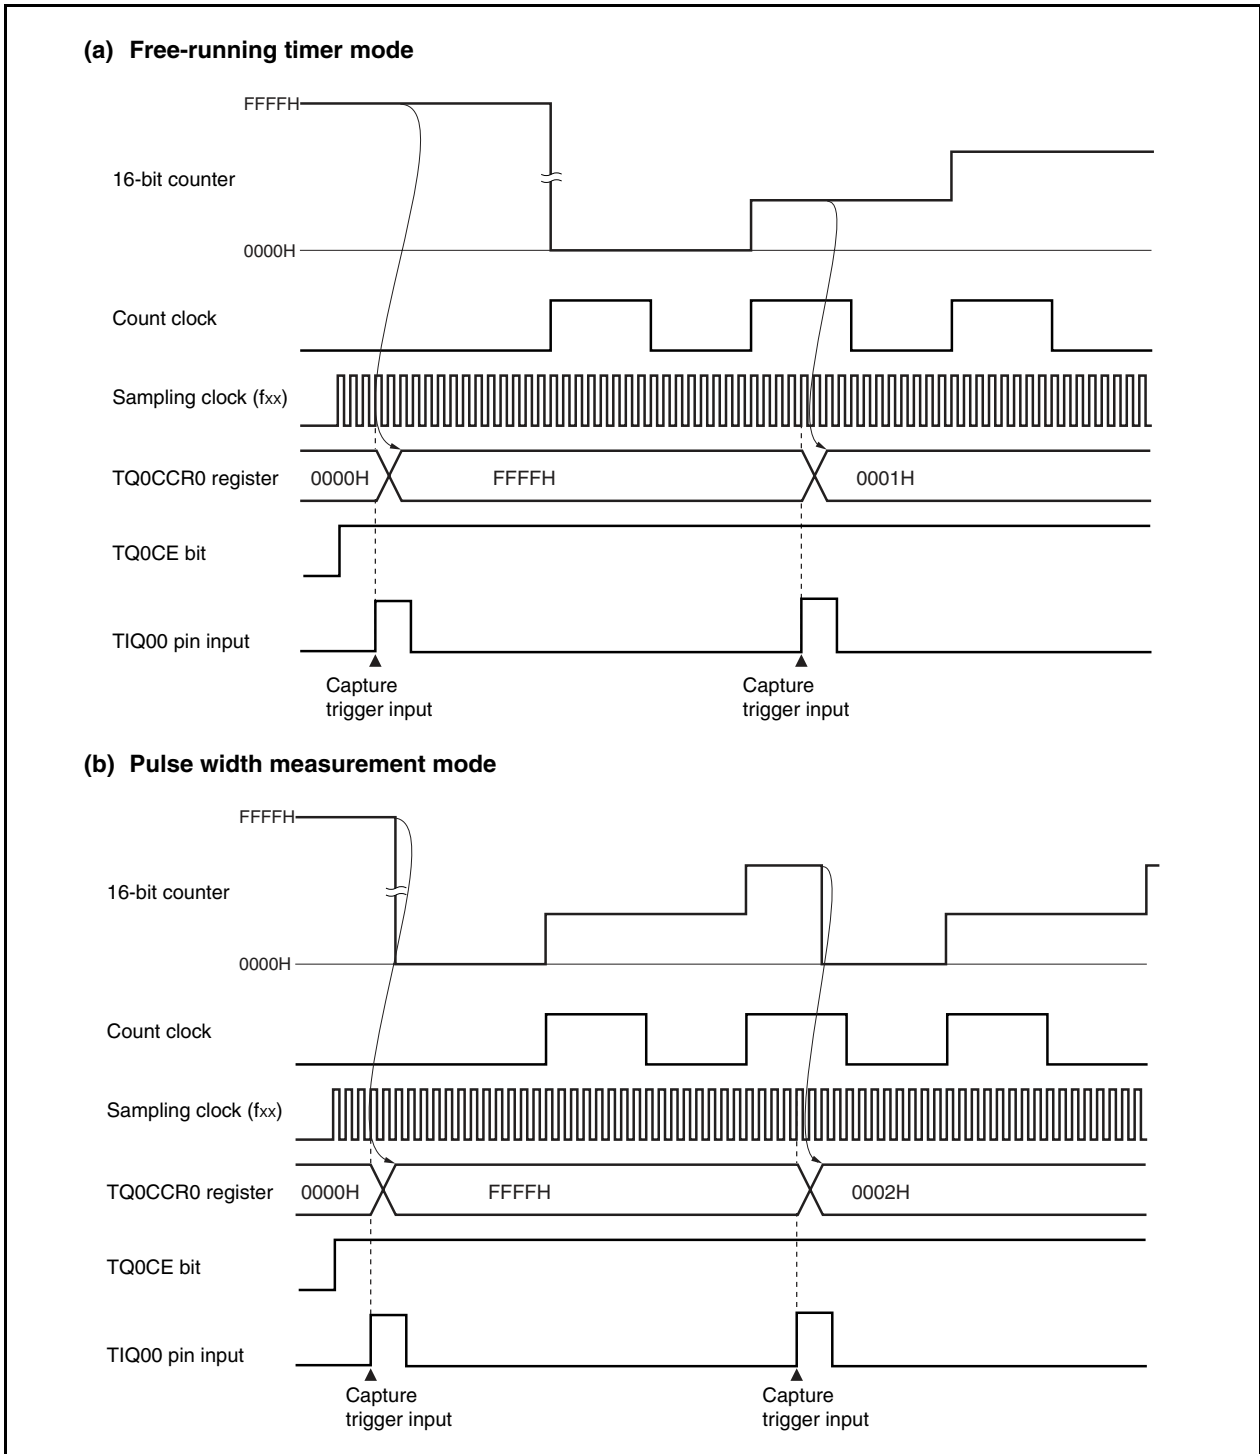 (a) Free-running timer mode
FFFFH
16-bit counter
0000H
Count clock
Sampling clock (fxx)
TQ0CCR0 register
0000H
FFFFH
0001H
TQ0CE bit
TIQ00 pin input
Capture
trigger input
Capture
trigger input
(b) Pulse width measurement mode
FFFFH
16-bit counter
0000H
Count clock
Sampling clock (fxx)
TQ0CCR0 register
0000H
FFFFH
0002H
TQ0CE bit
TIQ00 pin input
Capture
trigger input
Capture
trigger input